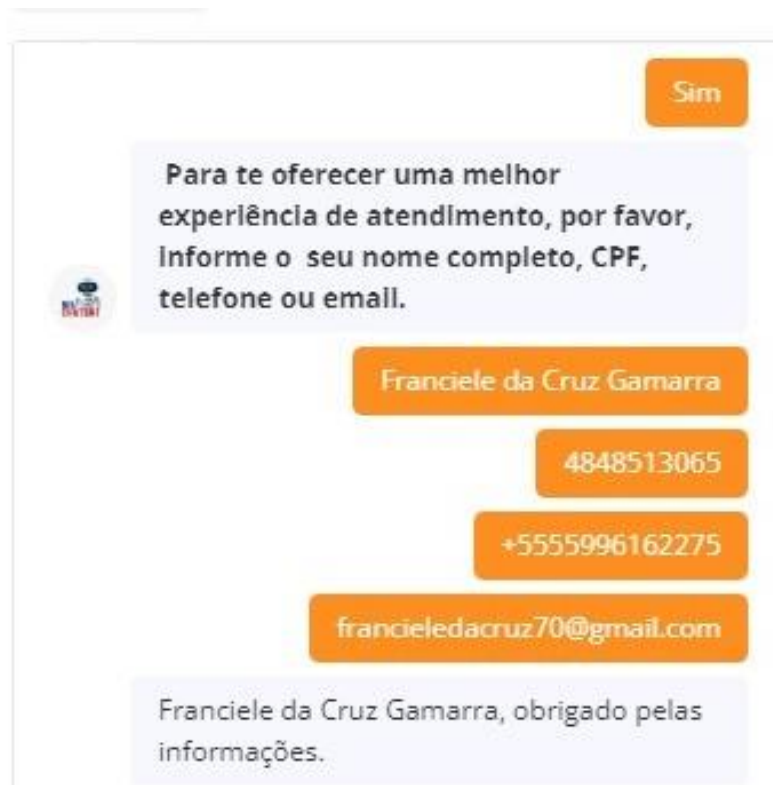 Sim
Para te oferecer uma melhor
experiência de atendimento, por favor,
informe o seu nome completo, CPF,
telefone ou email.
Franciele da Cruz Gamarra
4848513065
+5555996162275
francieledacruz70@gmail.com
Franciele da Cruz Gamarra, obrigado pelas
informações.